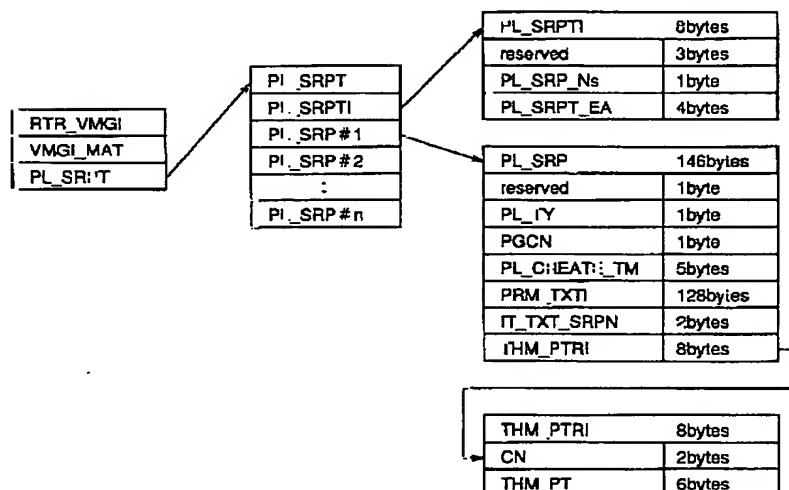 RTR_VMGI
VMGI_MAT
PL_SRPT
PL_SRPT
PL_SRPTI
PL_SRP#1
PL_SRP#2
:
PL_SRP#n
PL_SRPTI 8bytes
reserved 3bytes
PL_SRP_Ns 1byte
PL_SRPT_EA 4bytes
PL_SRP 146bytes
reserved 1byte
PL_TY 1byte
PGCN 1byte
PL_CREATE_TM 5bytes
PRM_TXTI 128bytes
IT_TXT_SRPN 2bytes
THM_PTRI 8bytes
THM_PTRI 8bytes
CN 2bytes
THM_PT 6bytes